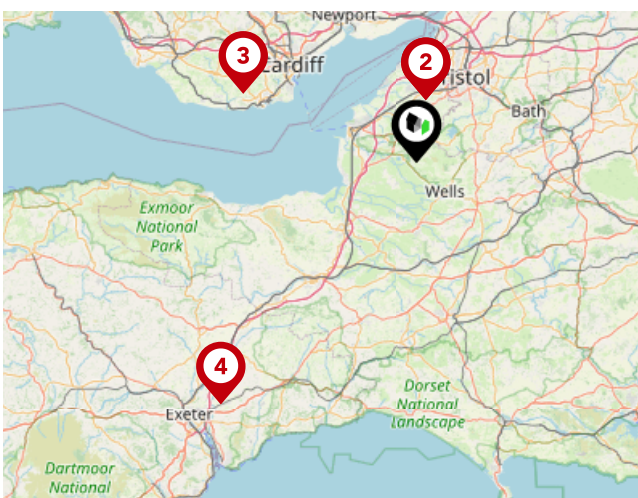 Newport
3
Cardiff
2
Bristol
Bath
Wells
Exmoor
National
Park
4
Exeter
Dorset
National
Landscape
Dartmoor
National